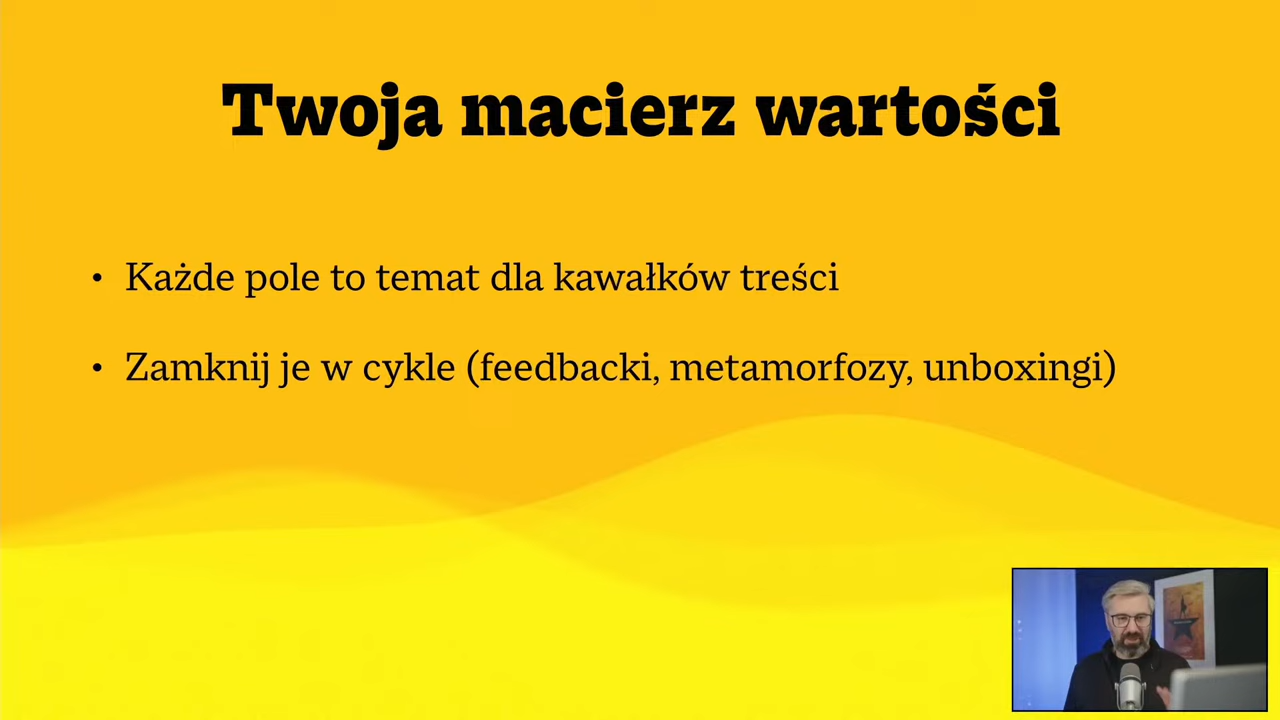 Twoja macierz wartości
• Każde pole to temat dla kawałków treści
• Zamknij je w cykle (feedbacki, metamorfozy, unboxingi)